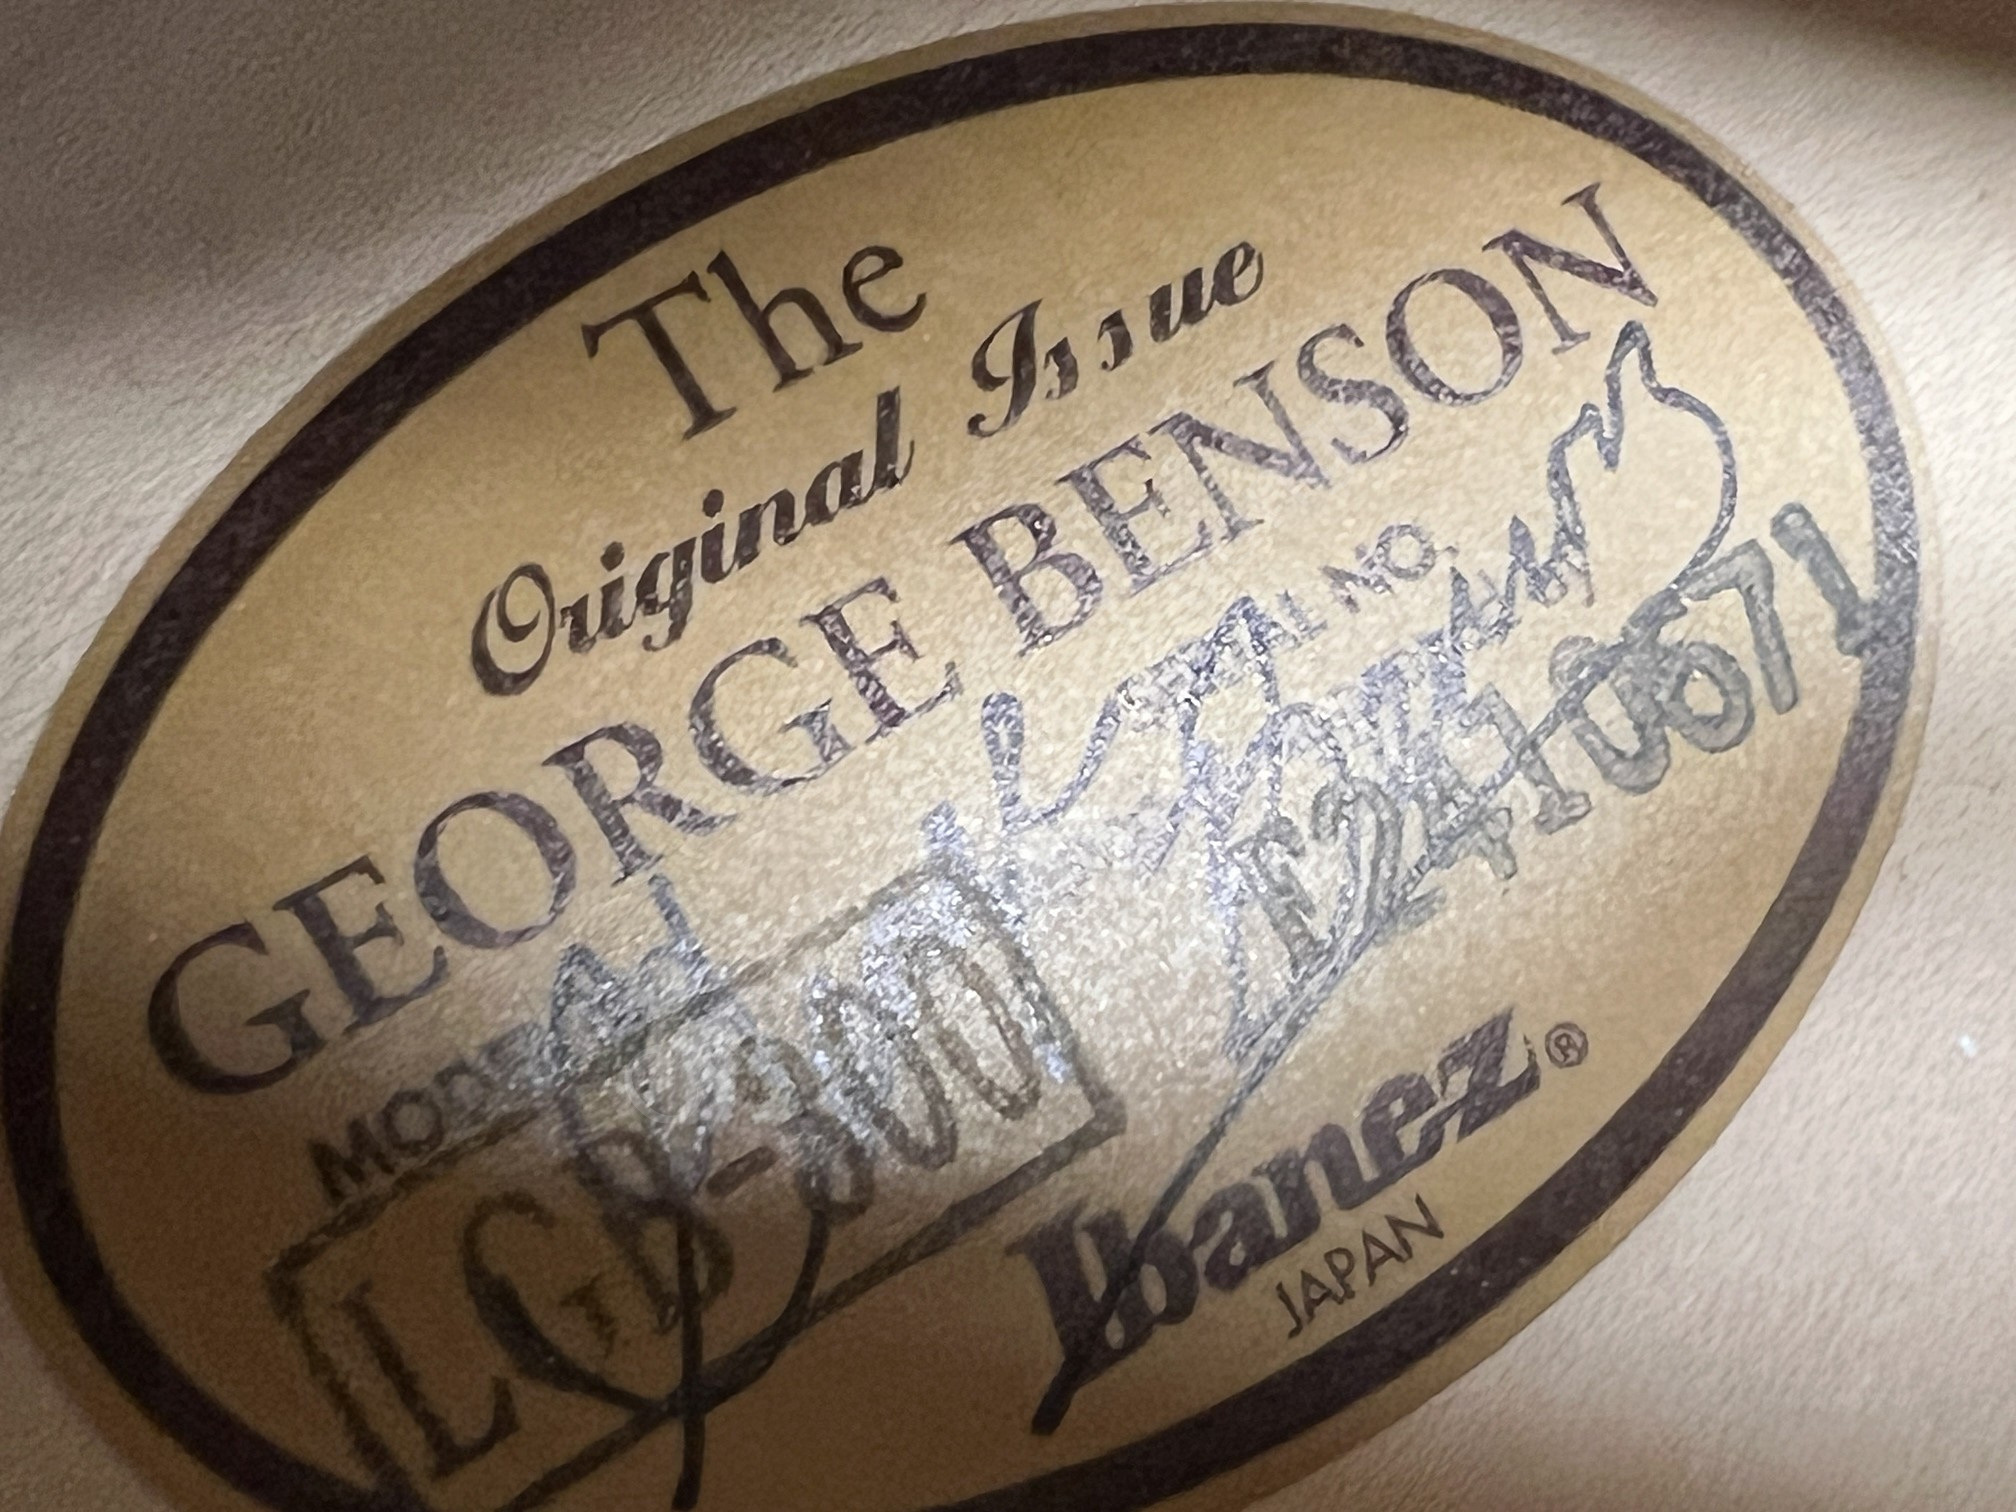 The
Original Issue
GEORGE BENSON
MODEL
SERIAL NO.
LGB-300
F2410671
Ibanez®
JAPAN